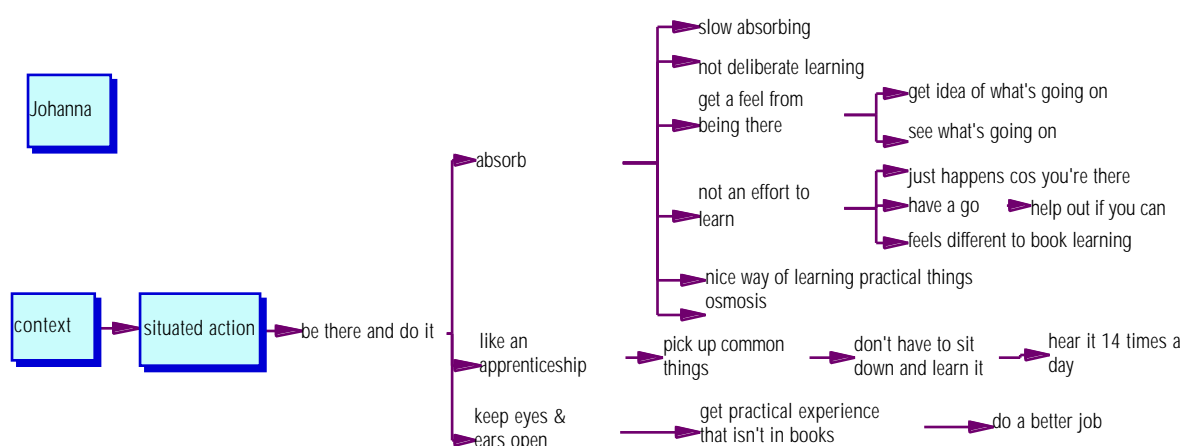 Johanna
context
situated action
be there and do it
absorb
slow absorbing
not deliberate learning
get a feel from
being there
get idea of what's going on
see what's going on
not an effort to
learn
just happens cos you're there
have a go
help out if you can
feels different to book learning
nice way of learning practical things
osmosis
like an
apprenticeship
pick up common
things
don't have to sit
down and learn it
hear it 14 times a
day
keep eyes &
ears open
get practical experience
that isn't in books
do a better job